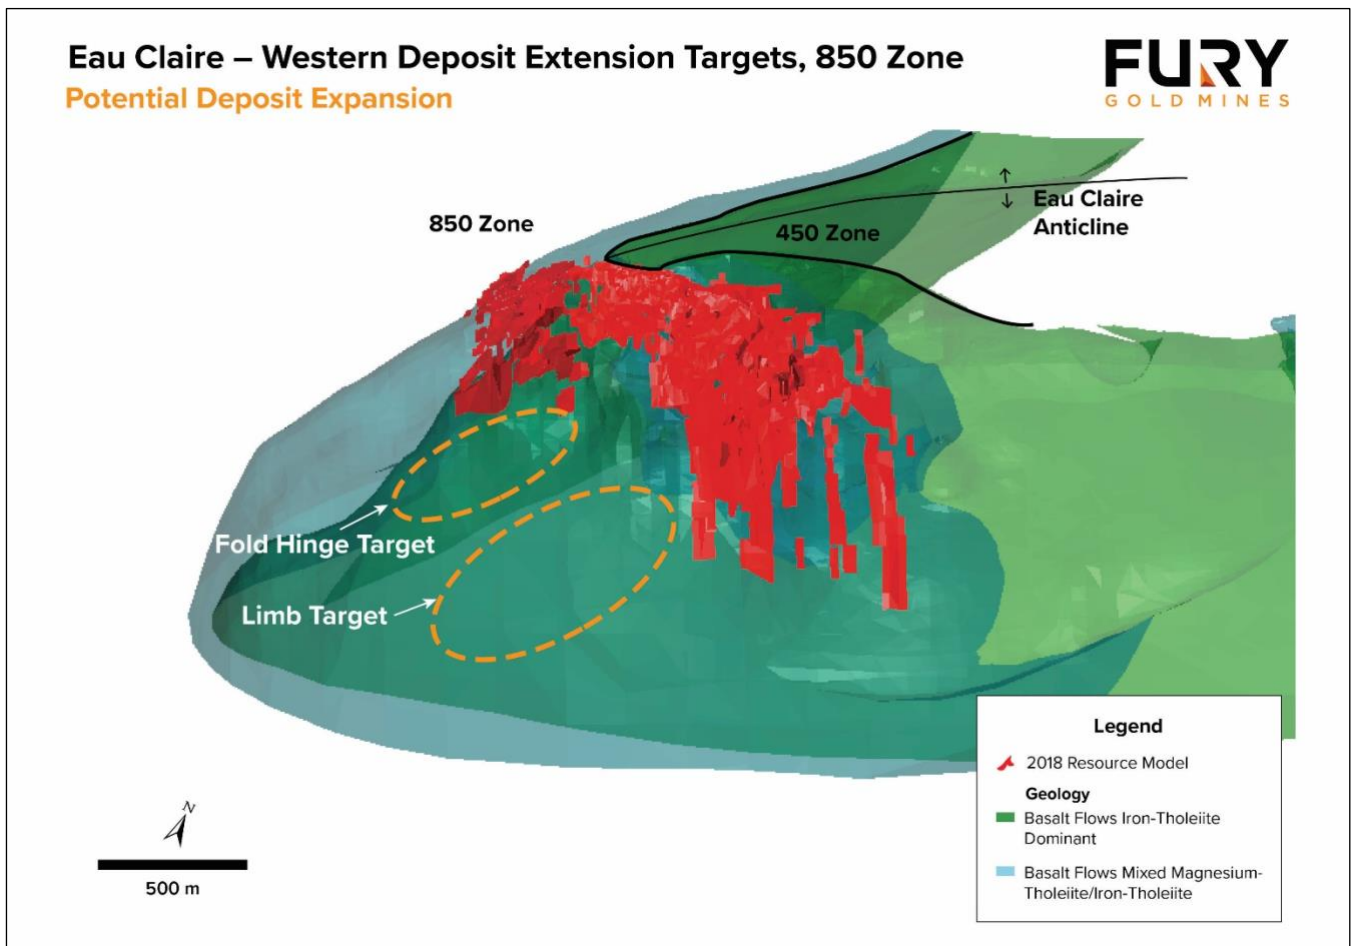 Eau Claire – Western Deposit Extension Targets, 850 Zone
Potential Deposit Expansion
FURY
GOLD MINES
850 Zone
450 Zone
Eau Claire
Anticline
Fold Hinge Target
Limb Target
N
500 m
Legend
2018 Resource Model
Geology
Basalt Flows Iron-Tholeiite
Dominant
Basalt Flows Mixed Magnesium-
Tholeiite/Iron-Tholeiite